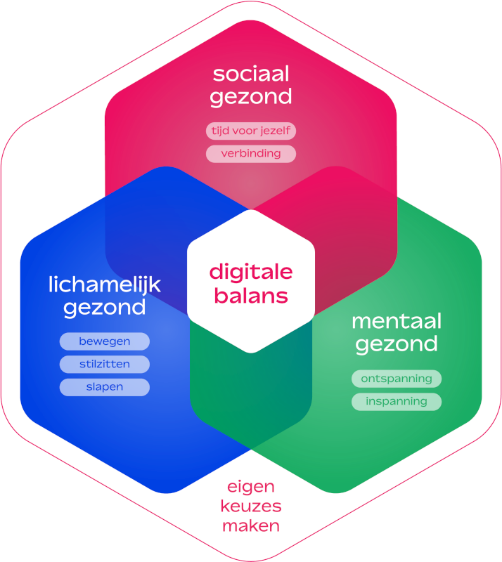 sociaal
gezond
tijd voor jezelf
verbinding
digitale
balans
lichamelijk
gezond
bewegen
stilzitten
slapen
mentaal
gezond
ontspanning
inspanning
eigen
keuzes
maken